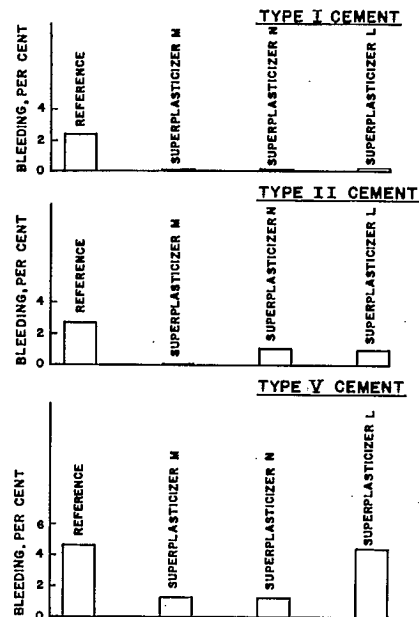 TYPE I CEMENT
BLEEDING, PER CENT
4
2
0
REFERENCE
SUPERPLASTICIZER M
SUPERPLASTICIZER N
SUPERPLASTICIZER L
TYPE II CEMENT
BLEEDING, PER CENT
4
2
0
REFERENCE
SUPERPLASTICIZER M
SUPERPLASTICIZER N
SUPERPLASTICIZER L
TYPE V CEMENT
BLEEDING, PER CENT
6
4
2
0
REFERENCE
SUPERPLASTICIZER M
SUPERPLASTICIZER N
SUPERPLASTICIZER L